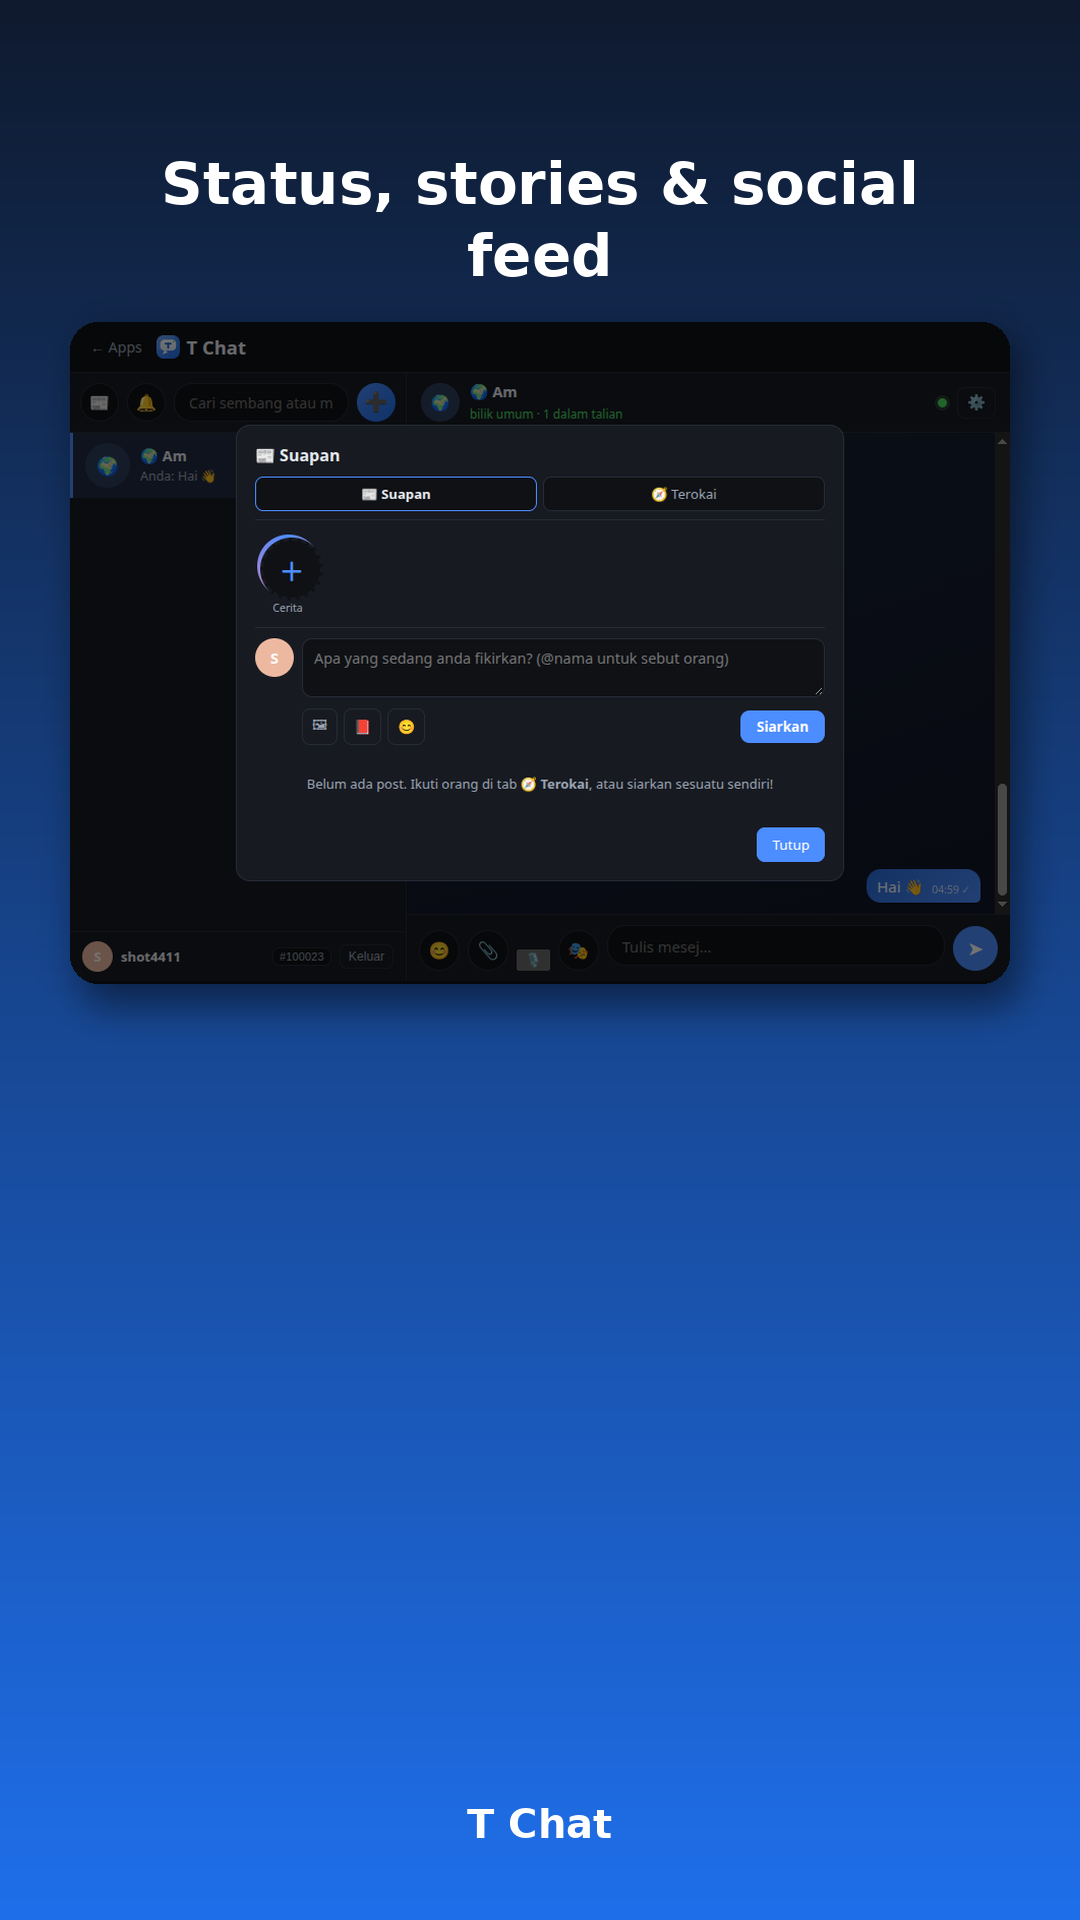 Status, stories & social
feed
← Apps T Chat
Cari sembang atau m
🌍 Am
bilik umum · 1 dalam talian
🌍 Am
Anda: Hai 👋
📰 Suapan
📰 Suapan
🧭 Terokai
+
Cerita
S
Apa yang sedang anda fikirkan? (@nama untuk sebut orang)
Siarkan
Belum ada post. Ikuti orang di tab 🧭 Terokai, atau siarkan sesuatu sendiri!
Tutup
Hai 👋 04:59 ✓
S shot4411 #100023 Keluar
Tulis mesej...
T Chat